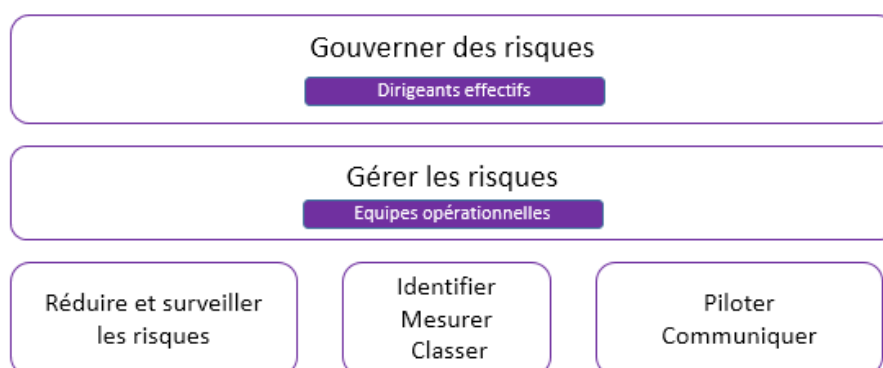 Gouverner des risques
Dirigeants effectifs
Gérer les risques
Equipes opérationnelles
Réduire et surveiller
les risques
Identifier
Mesurer
Classer
Piloter
Communiquer